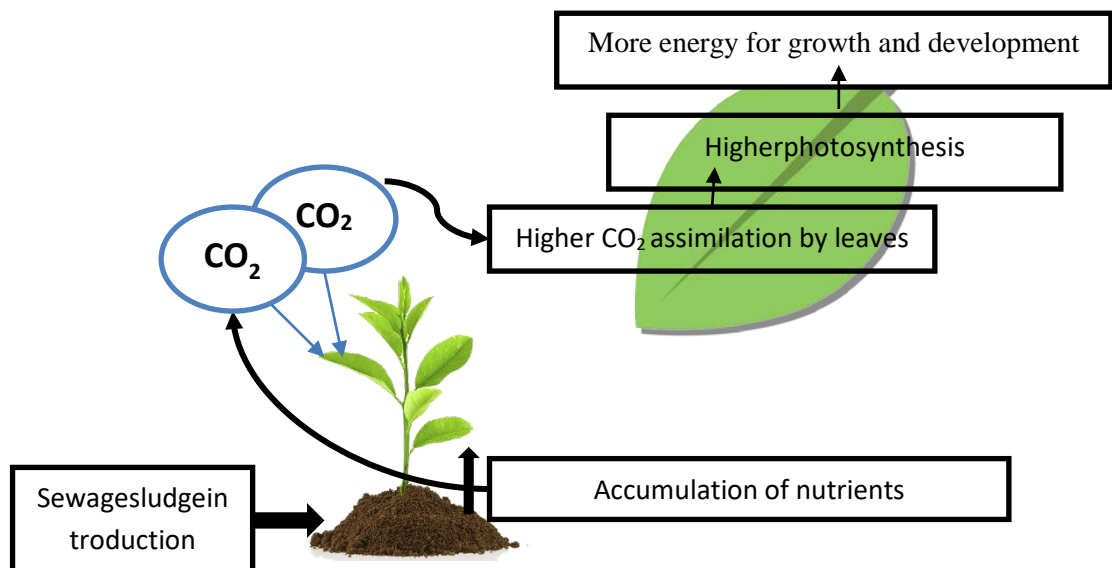 More energy for growth and development
Higherphotosynthesis
CO₂
CO₂
Higher CO₂ assimilation by leaves
Accumulation of nutrients
Sewagesludgein
troduction